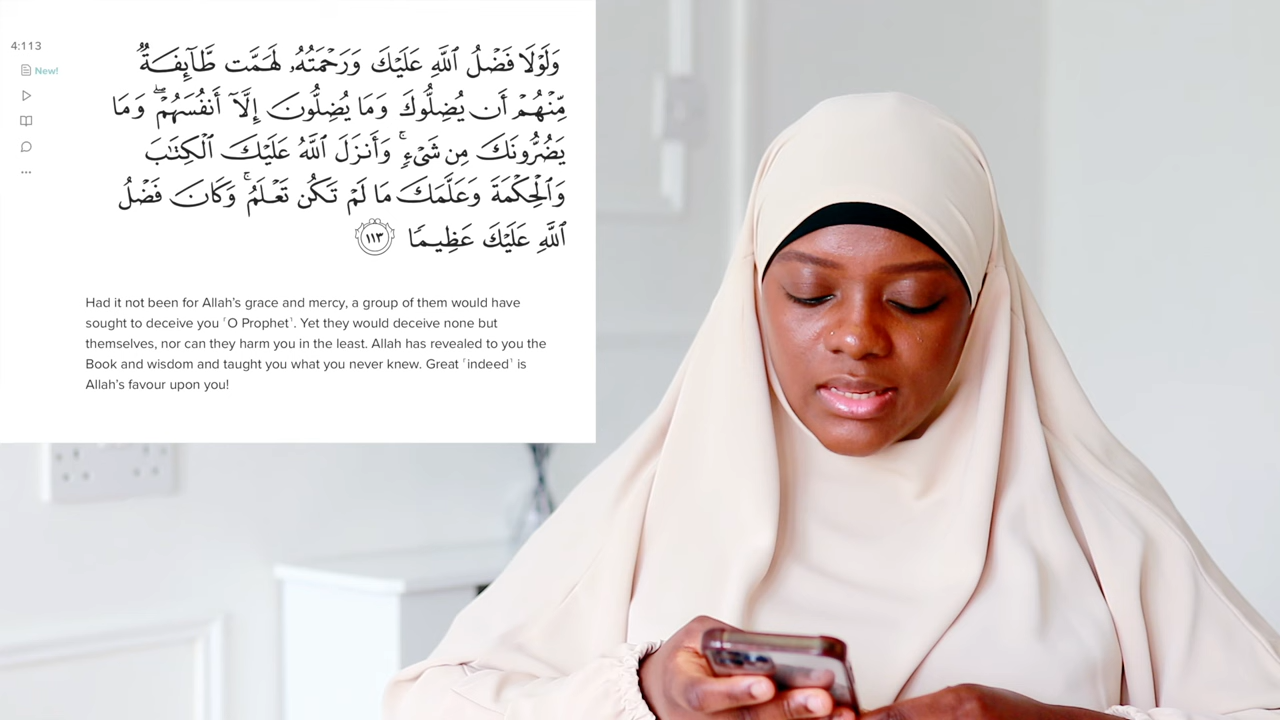 4:113
New!
وَلَوْلَا فَضْلُ ٱللَّهِ عَلَيْكَ وَرَحْمَتُهُۥ لَهَمَّت طَّآئِفَةٌۭ
مِّنْهُمْ أَن يُضِلُّوكَ وَمَا يُضِلُّونَ إِلَّآ أَنفُسَهُمْ ۖ وَمَا
يَضُرُّونَكَ مِن شَىْءٍۢ ۚ وَأَنزَلَ ٱللَّهُ عَلَيْكَ ٱلْكِتَـٰبَ
وَٱلْحِكْمَةَ وَعَلَّمَكَ مَا لَمْ تَكُن تَعْلَمُ ۚ وَكَانَ فَضْلُ
ٱللَّهِ عَلَيْكَ عَظِيمًۭا ١١٣
Had it not been for Allah’s grace and mercy, a group of them would have
sought to deceive you ˹O Prophet˺. Yet they would deceive none but
themselves, nor can they harm you in the least. Allah has revealed to you the
Book and wisdom and taught you what you never knew. Great ˹indeed˺ is
Allah’s favour upon you!